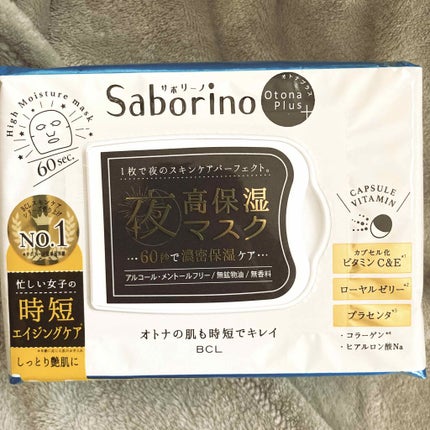 High Moisture mask
60 sec.
サボリーノ
Saborino
オトナプラス
Otona
Plus+
1枚で夜のスキンケアパーフェクト。
夜 高保湿
マスク
…60秒で濃密保湿ケア…
アルコール・メントールフリー/無鉱物油/無香料
NO.1
忙しい女子の
時短
エイジングケア
しっとり艶肌に
CAPSULE
VITAMIN
カプセル化
ビタミンC&E
ローヤルゼリー
プラセンタ
・コラーゲン
・ヒアルロン酸Na
オトナの肌も時短でキレイ
BCL